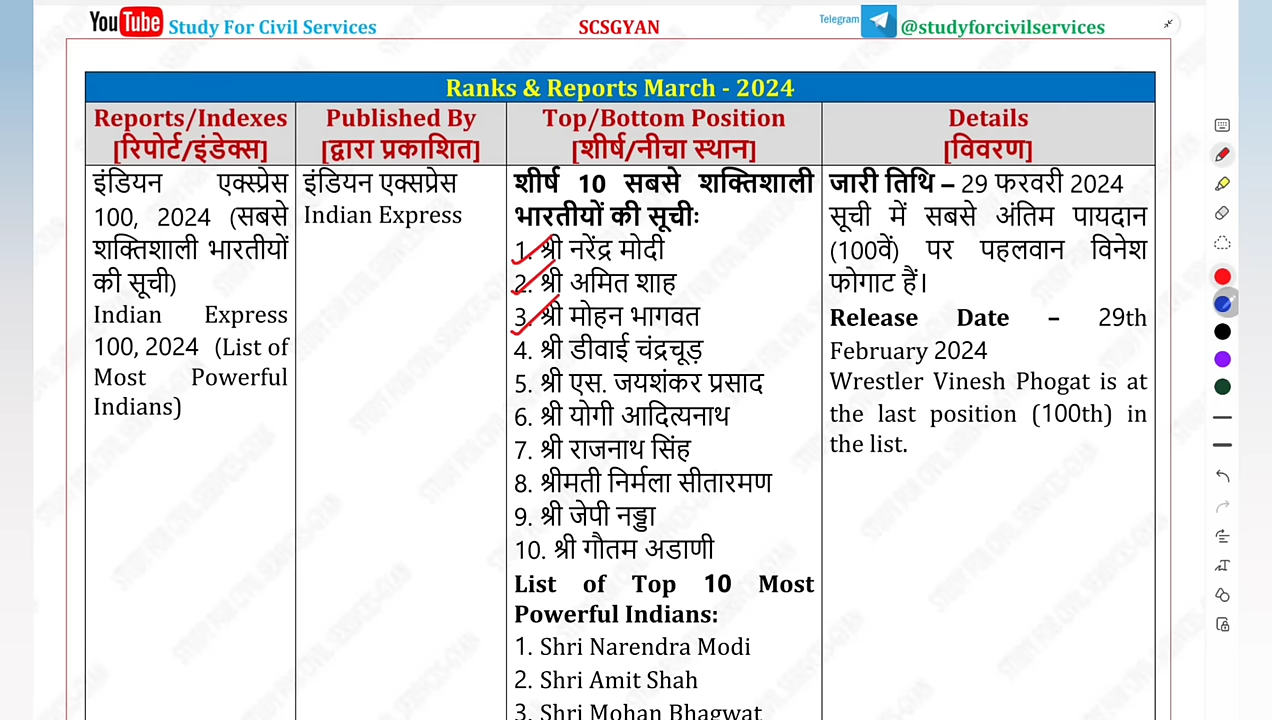 YouTube Study For Civil Services
SCSGYAN
Telegram
@studyforcivilservices
Ranks & Reports March - 2024
Reports/Indexes
[रिपोर्ट/इंडेक्स]
Published By
[द्वारा प्रकाशित]
Top/Bottom Position
[शीर्ष/नीचा स्थान]
Details
[विवरण]
इंडियन एक्स्प्रेस
100, 2024 (सबसे
शक्तिशाली भारतीयों
की सूची)
Indian Express
100, 2024 (List of
Most Powerful
Indians)
इंडियन एक्सप्रेस
Indian Express
शीर्ष 10 सबसे शक्तिशाली
भारतीयों की सूचीः
1. श्री नरेंद्र मोदी
2. श्री अमित शाह
3. श्री मोहन भागवत
4. श्री डीवाई चंद्रचूड़
5. श्री एस. जयशंकर प्रसाद
6. श्री योगी आदित्यनाथ
7. श्री राजनाथ सिंह
8. श्रीमती निर्मला सीतारमण
9. श्री जेपी नड्डा
10. श्री गौतम अडाणी
List of Top 10 Most
Powerful Indians:
1. Shri Narendra Modi
2. Shri Amit Shah
3. Shri Mohan Bhagwat
जारी तिथि – 29 फरवरी 2024
सूची में सबसे अंतिम पायदान
(100वें) पर पहलवान विनेश
फोगाट हैं।
Release Date – 29th
February 2024
Wrestler Vinesh Phogat is at
the last position (100th) in
the list.